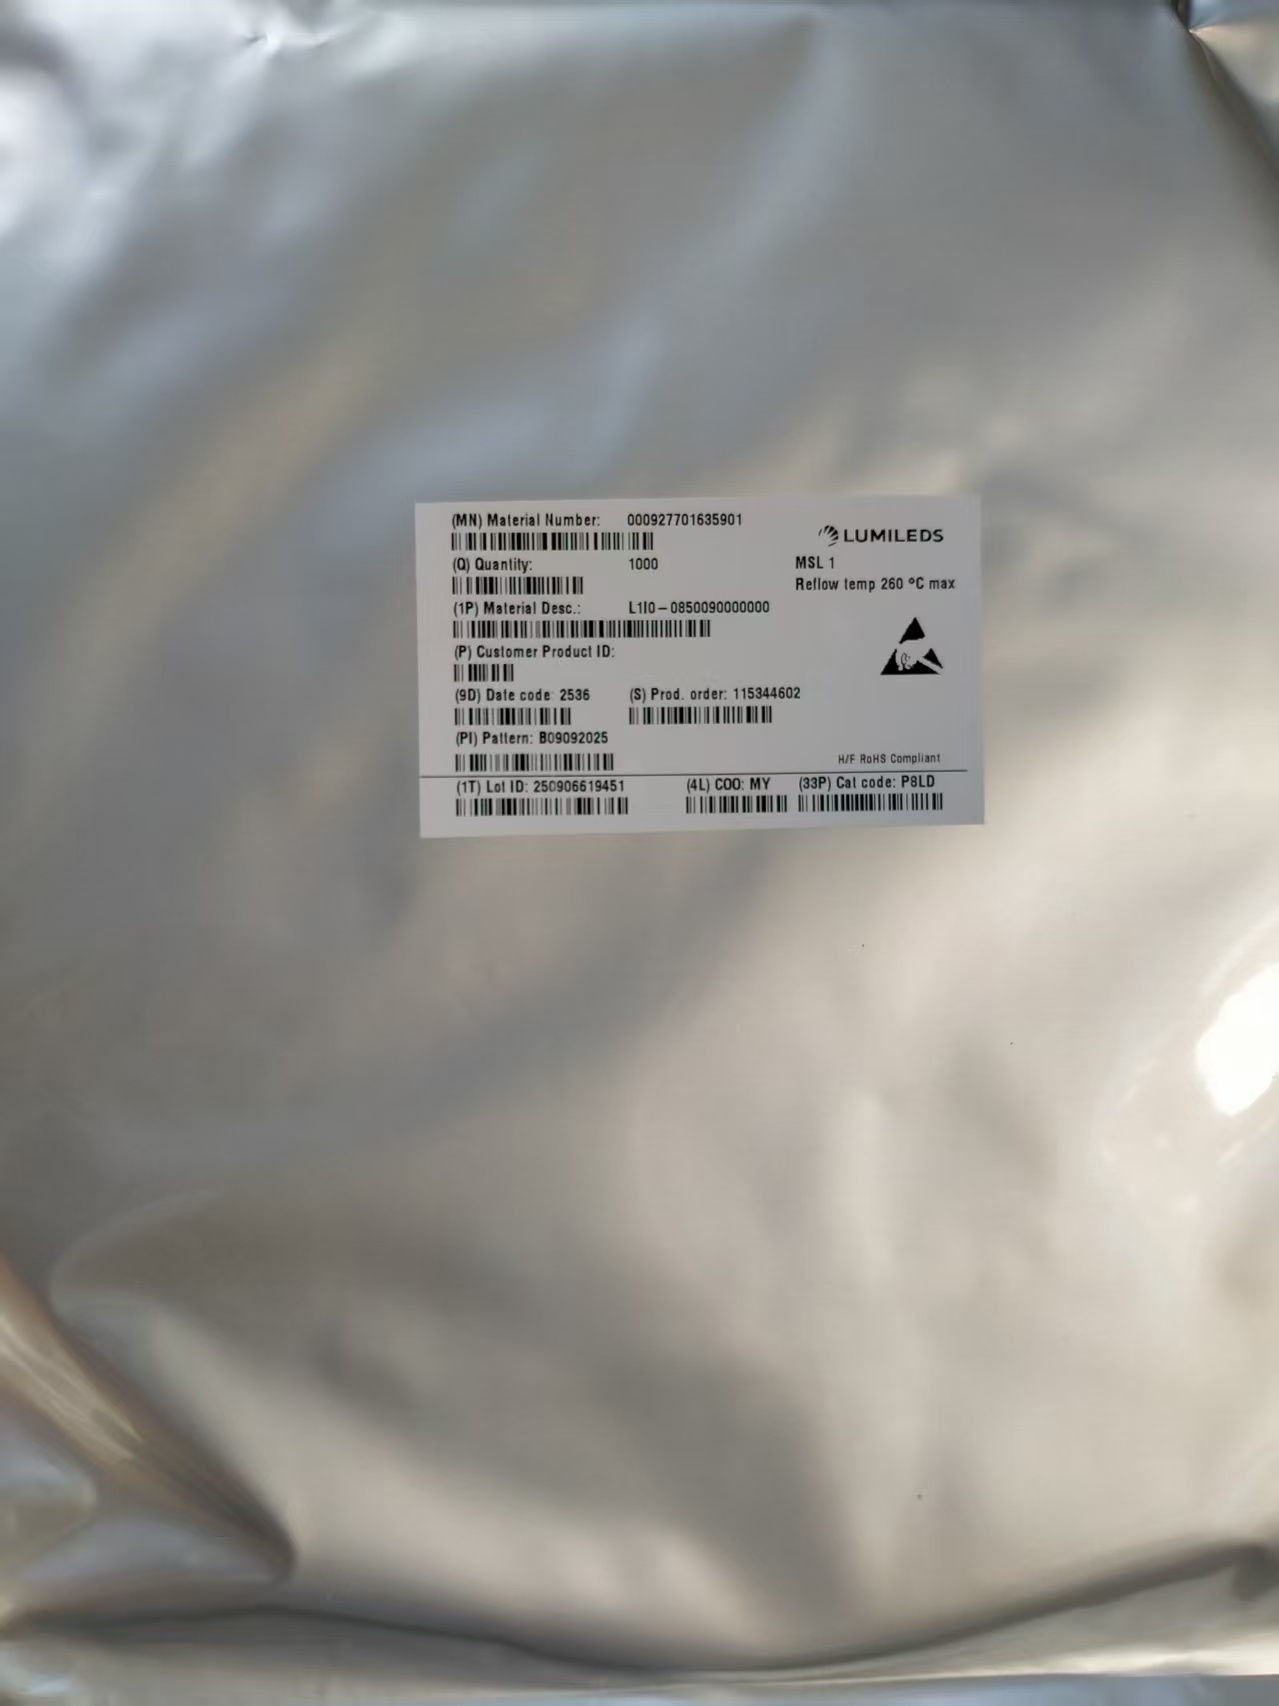 (MN) Material Number: 000927701635901
LUMILEDS
(Q) Quantity: 1000
MSL 1
Reflow temp 260 °C max
(1P) Material Desc.: L1I0-0850090000000
(P) Customer Product ID:
(9D) Date code: 2536 (S) Prod. order: 115344602
(PI) Pattern: B09092025
H/F RoHS Compliant
(1T) Lot ID: 250906619451 (4L) COO: MY (33P) Cat code: P8LD